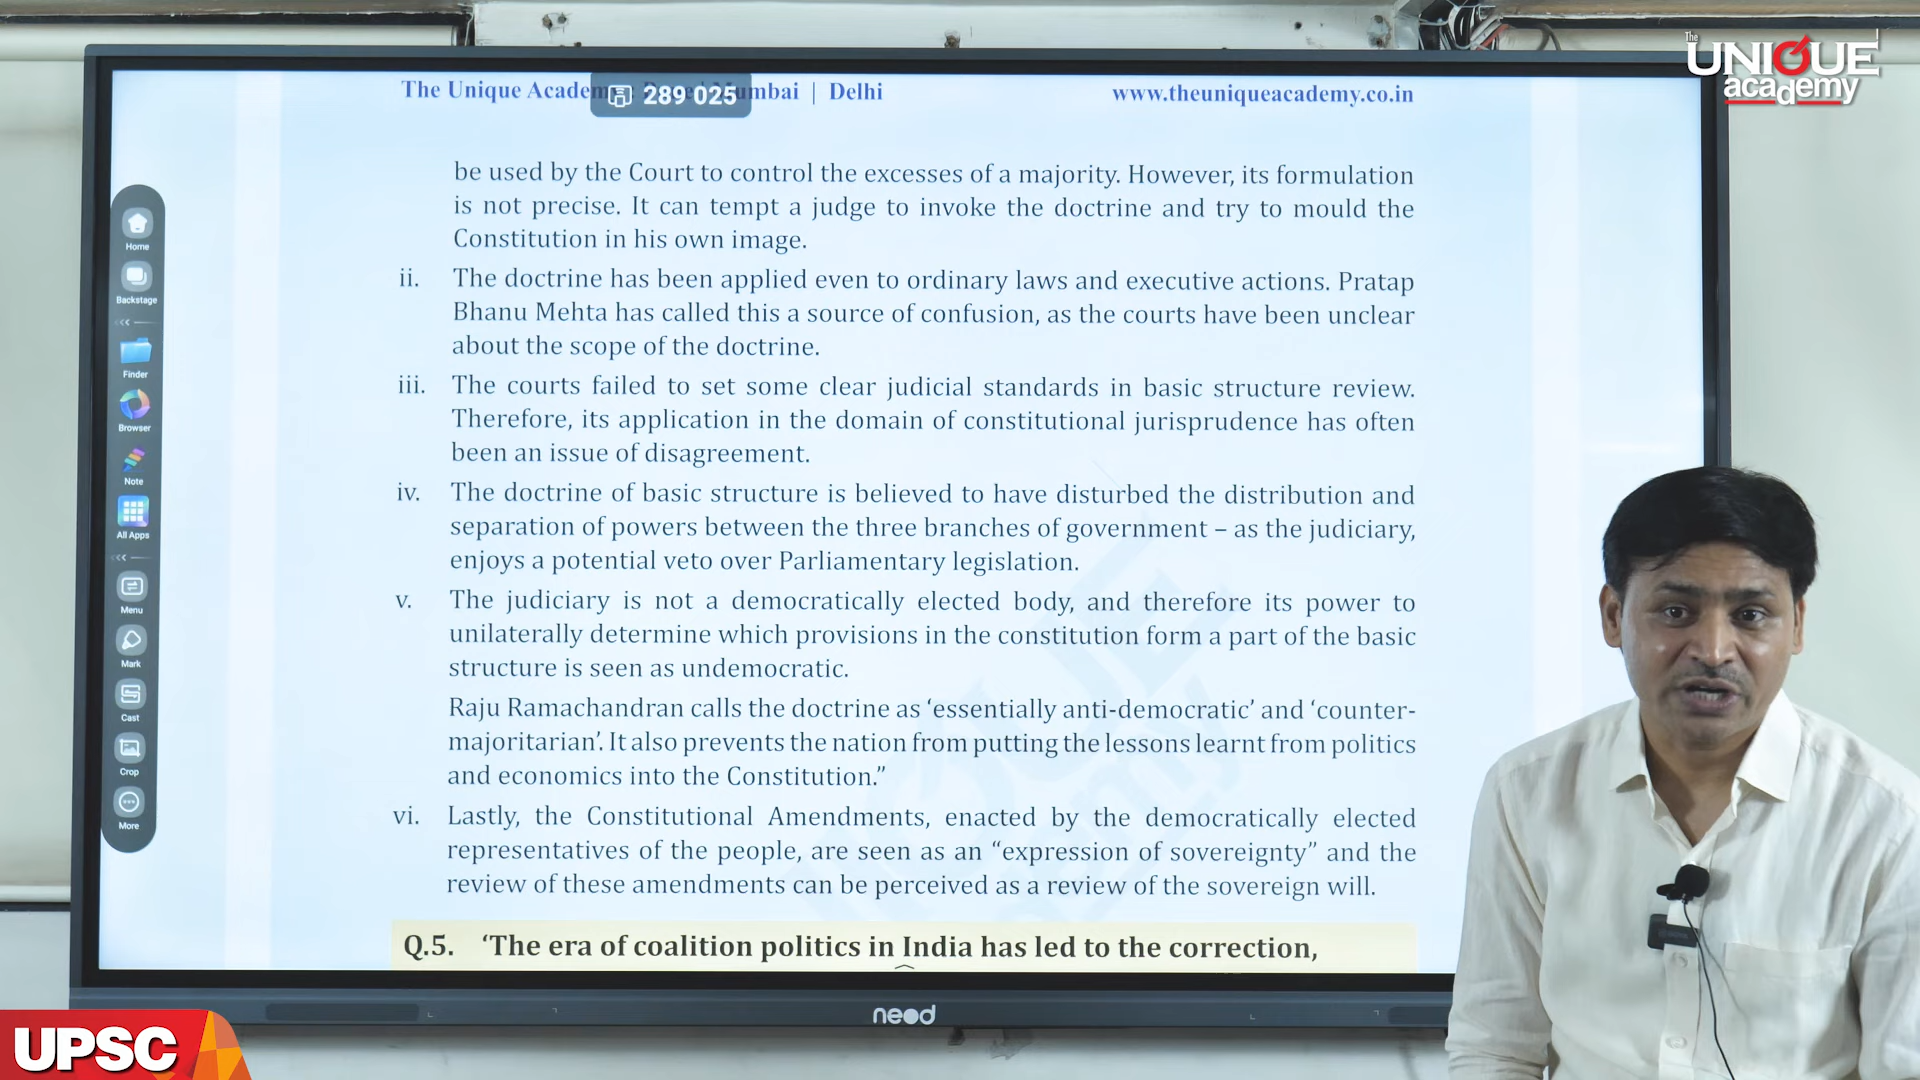 The UNIQUE academy
The Unique Academ
289 025
mbai | Delhi
www.theuniqueacademy.co.in
be used by the Court to control the excesses of a majority. However, its formulation
is not precise. It can tempt a judge to invoke the doctrine and try to mould the
Constitution in his own image.
ii. The doctrine has been applied even to ordinary laws and executive actions. Pratap
Bhanu Mehta has called this a source of confusion, as the courts have been unclear
about the scope of the doctrine.
iii. The courts failed to set some clear judicial standards in basic structure review.
Therefore, its application in the domain of constitutional jurisprudence has often
been an issue of disagreement.
iv. The doctrine of basic structure is believed to have disturbed the distribution and
separation of powers between the three branches of government – as the judiciary,
enjoys a potential veto over Parliamentary legislation.
v. The judiciary is not a democratically elected body, and therefore its power to
unilaterally determine which provisions in the constitution form a part of the basic
structure is seen as undemocratic.
Raju Ramachandran calls the doctrine as ‘essentially anti-democratic’ and ‘counter-
majoritarian’. It also prevents the nation from putting the lessons learnt from politics
and economics into the Constitution.”
vi. Lastly, the Constitutional Amendments, enacted by the democratically elected
representatives of the people, are seen as an “expression of sovereignty” and the
review of these amendments can be perceived as a review of the sovereign will.
Q.5. ‘The era of coalition politics in India has led to the correction,
Home
Backstage
Finder
Browser
Note
All Apps
Menu
Mark
Cast
Crop
More
neod
UPSC